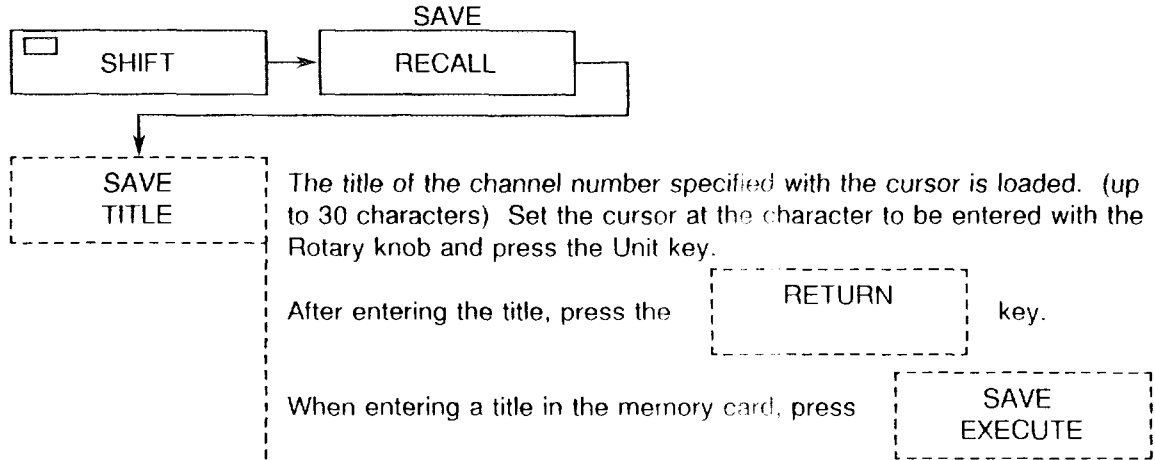 SAVE
SHIFT
RECALL
SAVE
TITLE
The title of the channel number specified with the cursor is loaded. (up
to 30 characters) Set the cursor at the character to be entered with the
Rotary knob and press the Unit key.
After entering the title, press the RETURN key.
When entering a title in the memory card, press SAVE
EXECUTE